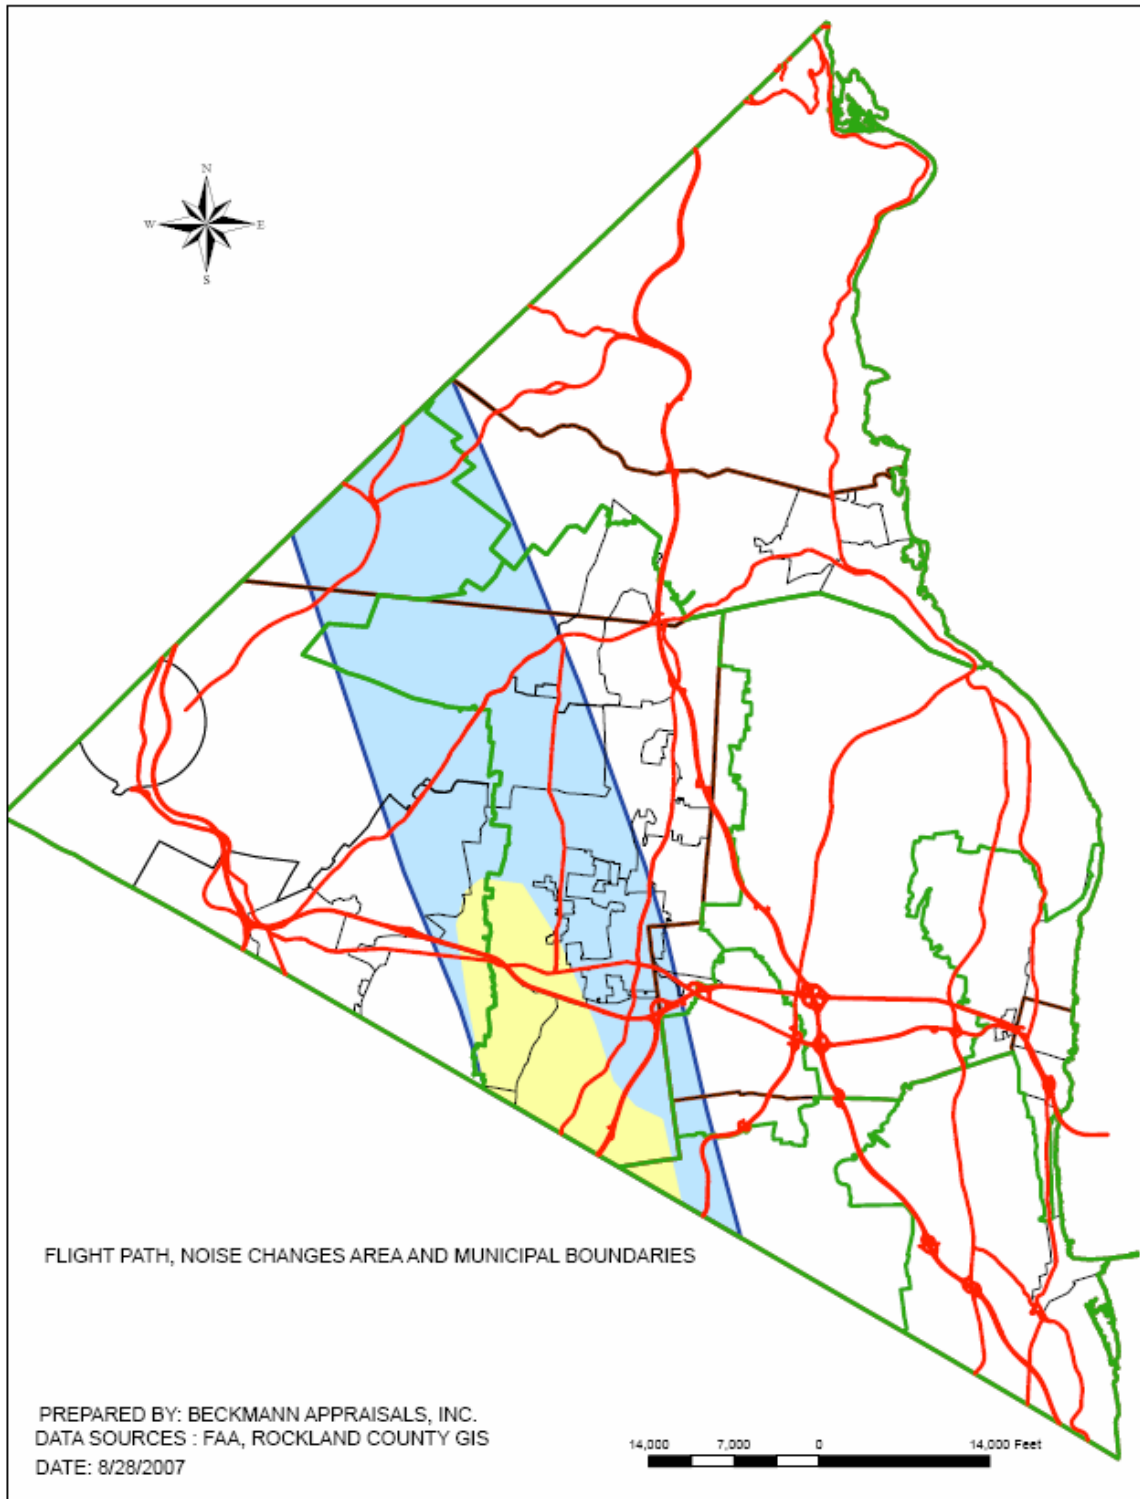 N
W E
S
FLIGHT PATH, NOISE CHANGES AREA AND MUNICIPAL BOUNDARIES
PREPARED BY: BECKMANN APPRAISALS, INC.
DATA SOURCES : FAA, ROCKLAND COUNTY GIS
DATE: 8/28/2007
14,000 7,000 0 14,000 Feet